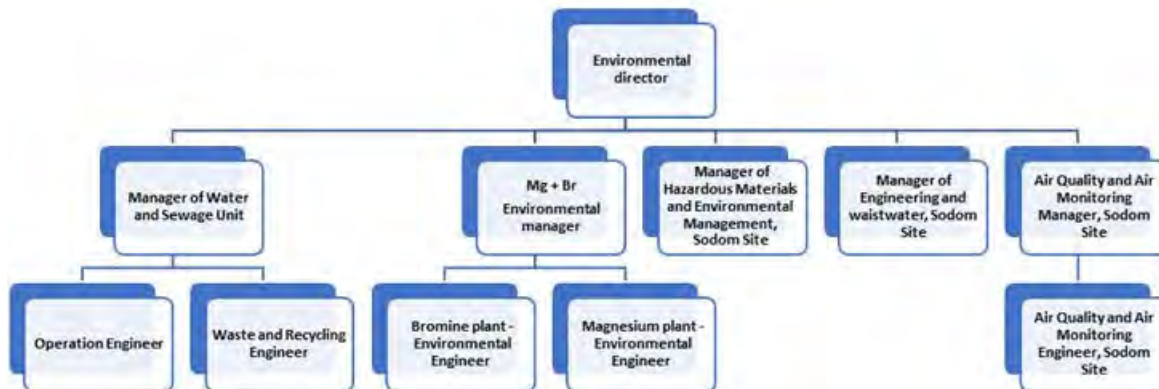 Environmental
director
Manager of Water
and Sewage Unit
Mg + Br
Environmental
manager
Manager of
Hazardous Materials
and Environmental
Management,
Sodom Site
Manager of
Engineering and
waistwater, Sodom
Site
Air Quality and Air
Monitoring
Manager, Sodom
Site
Operation Engineer
Waste and Recycling
Engineer
Bromine plant -
Environmental
Engineer
Magnesium plant -
Environmental
Engineer
Air Quality and Air
Monitoring
Engineer, Sodom
Site